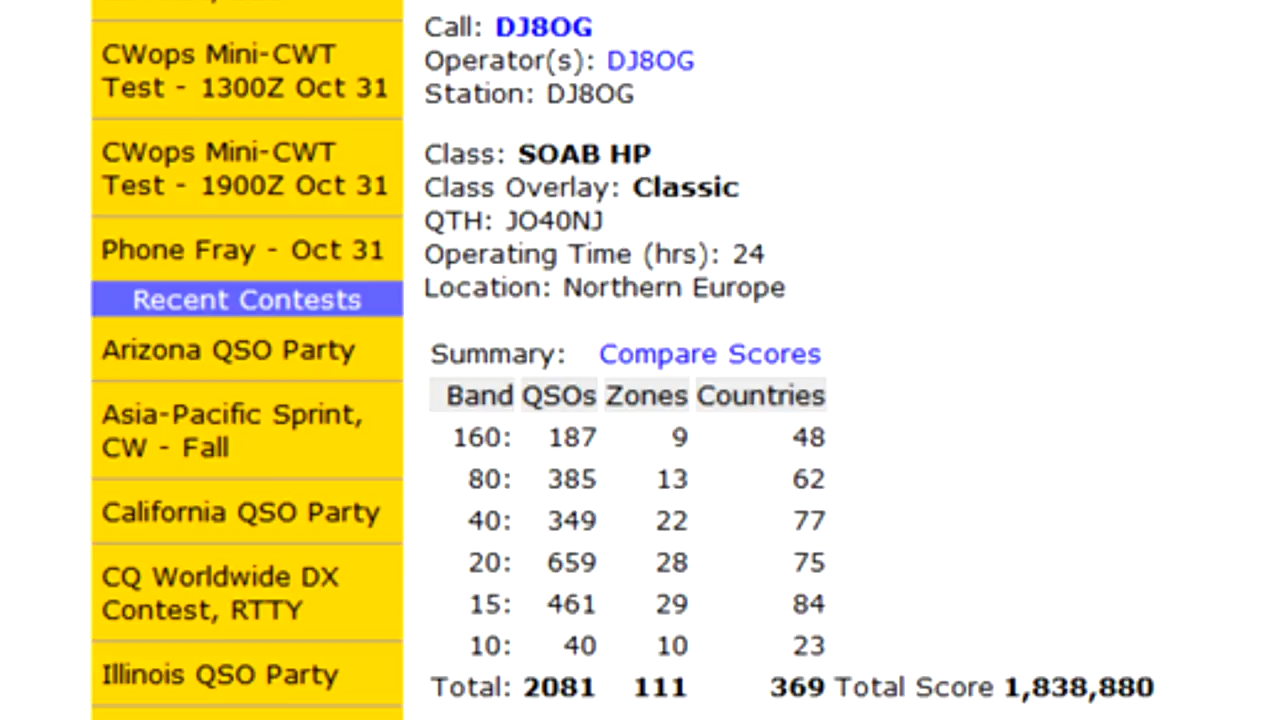 CWops Mini-CWT
Test - 1300Z Oct 31
CWops Mini-CWT
Test - 1900Z Oct 31
Phone Fray - Oct 31
Recent Contests
Arizona QSO Party
Asia-Pacific Sprint,
CW - Fall
California QSO Party
CQ Worldwide DX
Contest, RTTY
Illinois QSO Party
Call: DJ8OG
Operator(s): DJ8OG
Station: DJ8OG
Class: SOAB HP
Class Overlay: Classic
QTH: JO40NJ
Operating Time (hrs): 24
Location: Northern Europe
Summary: Compare Scores
Band QSOs Zones Countries
160: 187 9 48
80: 385 13 62
40: 349 22 77
20: 659 28 75
15: 461 29 84
10: 40 10 23
Total: 2081 111 369 Total Score 1,838,880